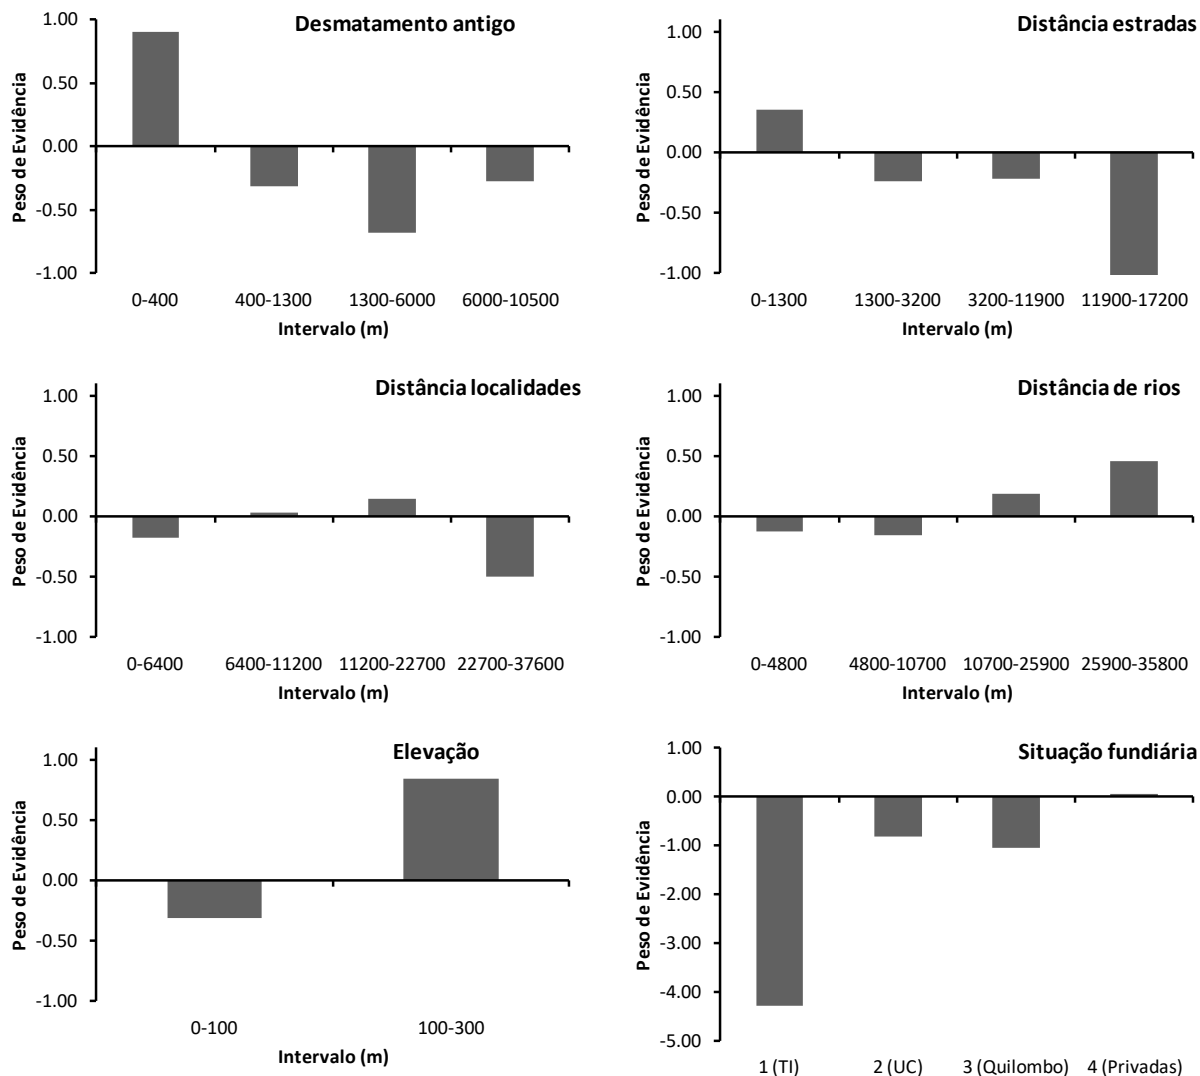 Desmatamento antigo
1.00
0.50
0.00
-0.50
-1.00
Peso de Evidência
0-400 400-1300 1300-6000 6000-10500
Intervalo (m)
Distância estradas
1.00
0.50
0.00
-0.50
-1.00
Peso de Evidência
0-1300 1300-3200 3200-11900 11900-17200
Intervalo (m)
Distância localidades
1.00
0.50
0.00
-0.50
-1.00
Peso de Evidência
0-6400 6400-11200 11200-22700 22700-37600
Intervalo (m)
Distância de rios
1.00
0.50
0.00
-0.50
-1.00
Peso de Evidência
0-4800 4800-10700 10700-25900 25900-35800
Intervalo (m)
Elevação
1.00
0.50
0.00
-0.50
-1.00
Peso de Evidência
0-100 100-300
Intervalo (m)
Situação fundiária
1.00
0.00
-1.00
-2.00
-3.00
-4.00
-5.00
Peso de Evidência
1 (TI) 2 (UC) 3 (Quilombo) 4 (Privadas)